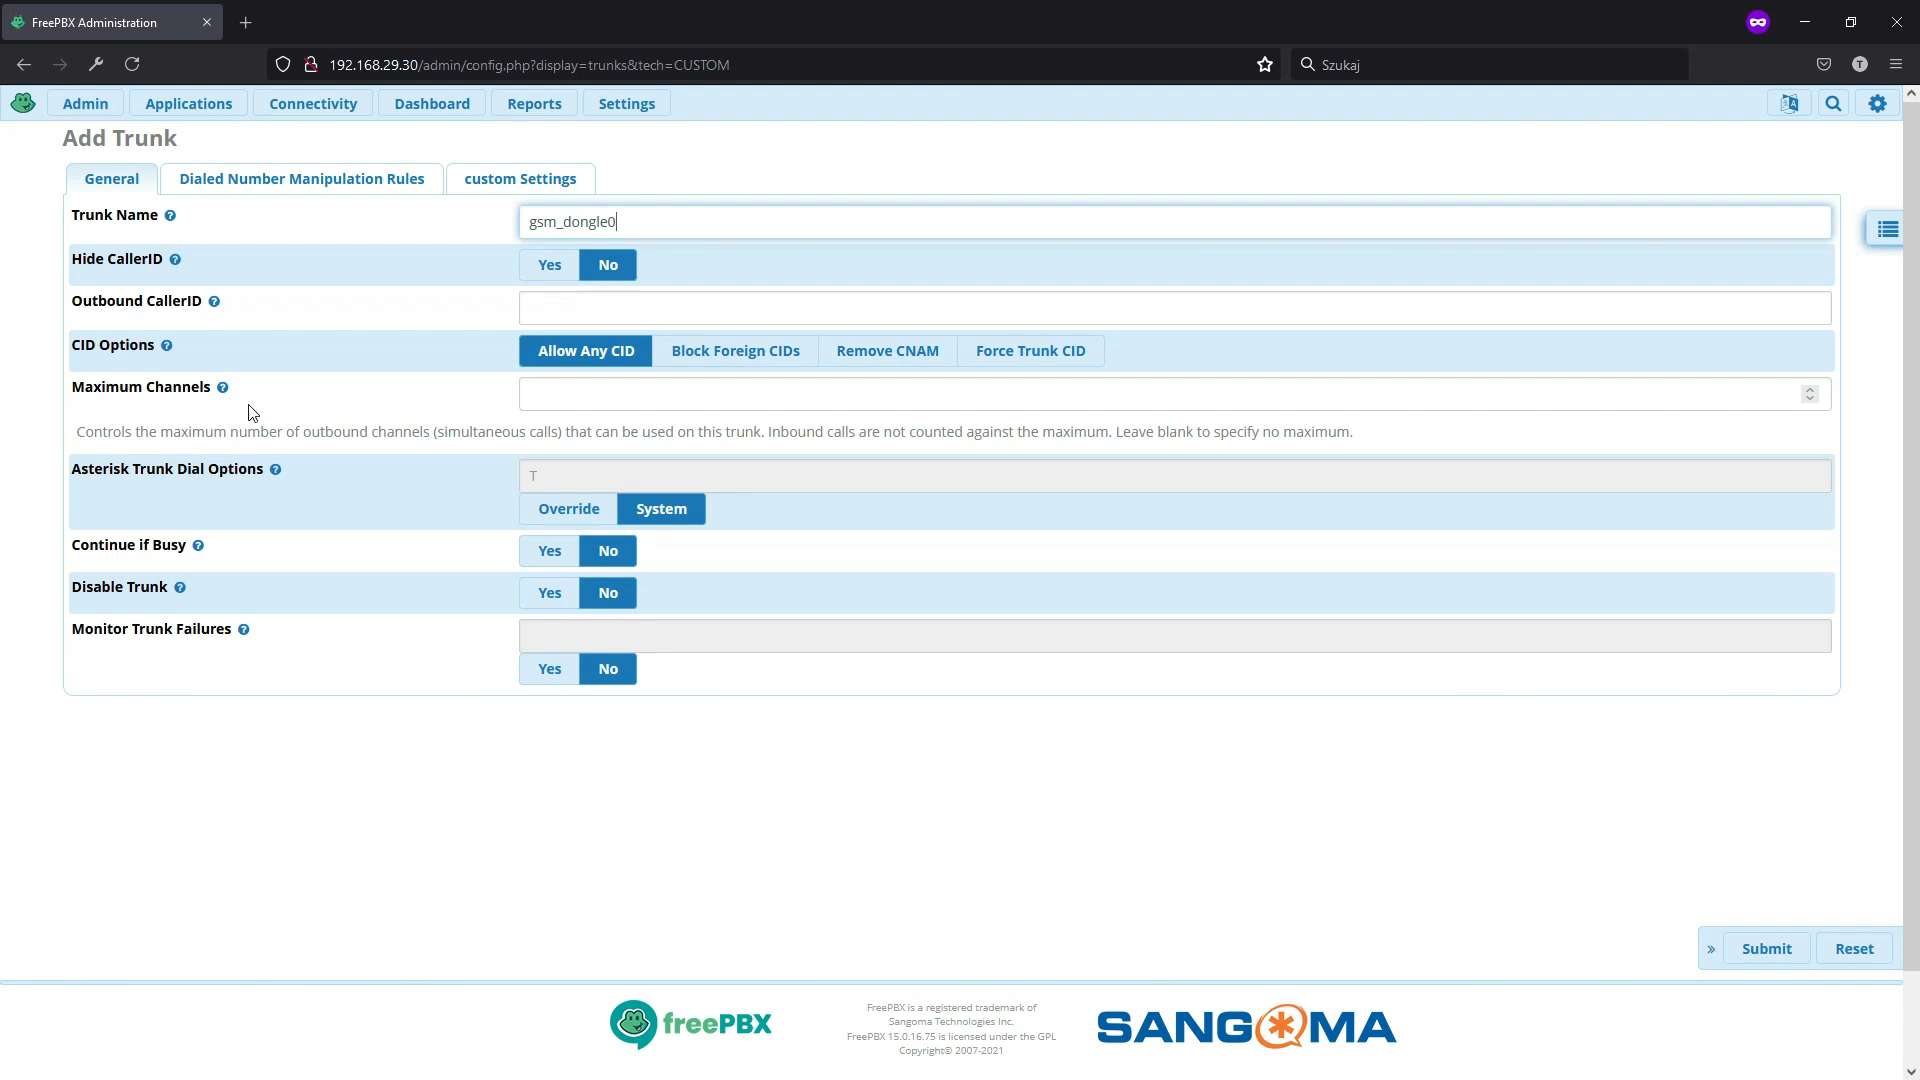 FreePBX Administration
192.168.29.30/admin/config.php?display=trunks&tech=CUSTOM
Szukaj
T
Admin
Applications
Connectivity
Dashboard
Reports
Settings
Add Trunk
General
Dialed Number Manipulation Rules
custom Settings
Trunk Name
gsm_dongle0
Hide CallerID
Yes
No
Outbound CallerID
CID Options
Allow Any CID
Block Foreign CIDs
Remove CNAM
Force Trunk CID
Maximum Channels
Controls the maximum number of outbound channels (simultaneous calls) that can be used on this trunk. Inbound calls are not counted against the maximum. Leave blank to specify no maximum.
Asterisk Trunk Dial Options
T
Override
System
Continue if Busy
Yes
No
Disable Trunk
Yes
No
Monitor Trunk Failures
Yes
No
»
Submit
Reset
freePBX
FreePBX is a registered trademark of
Sangoma Technologies Inc.
FreePBX 15.0.16.75 is licensed under the GPL
Copyright© 2007-2021
SANGOMA